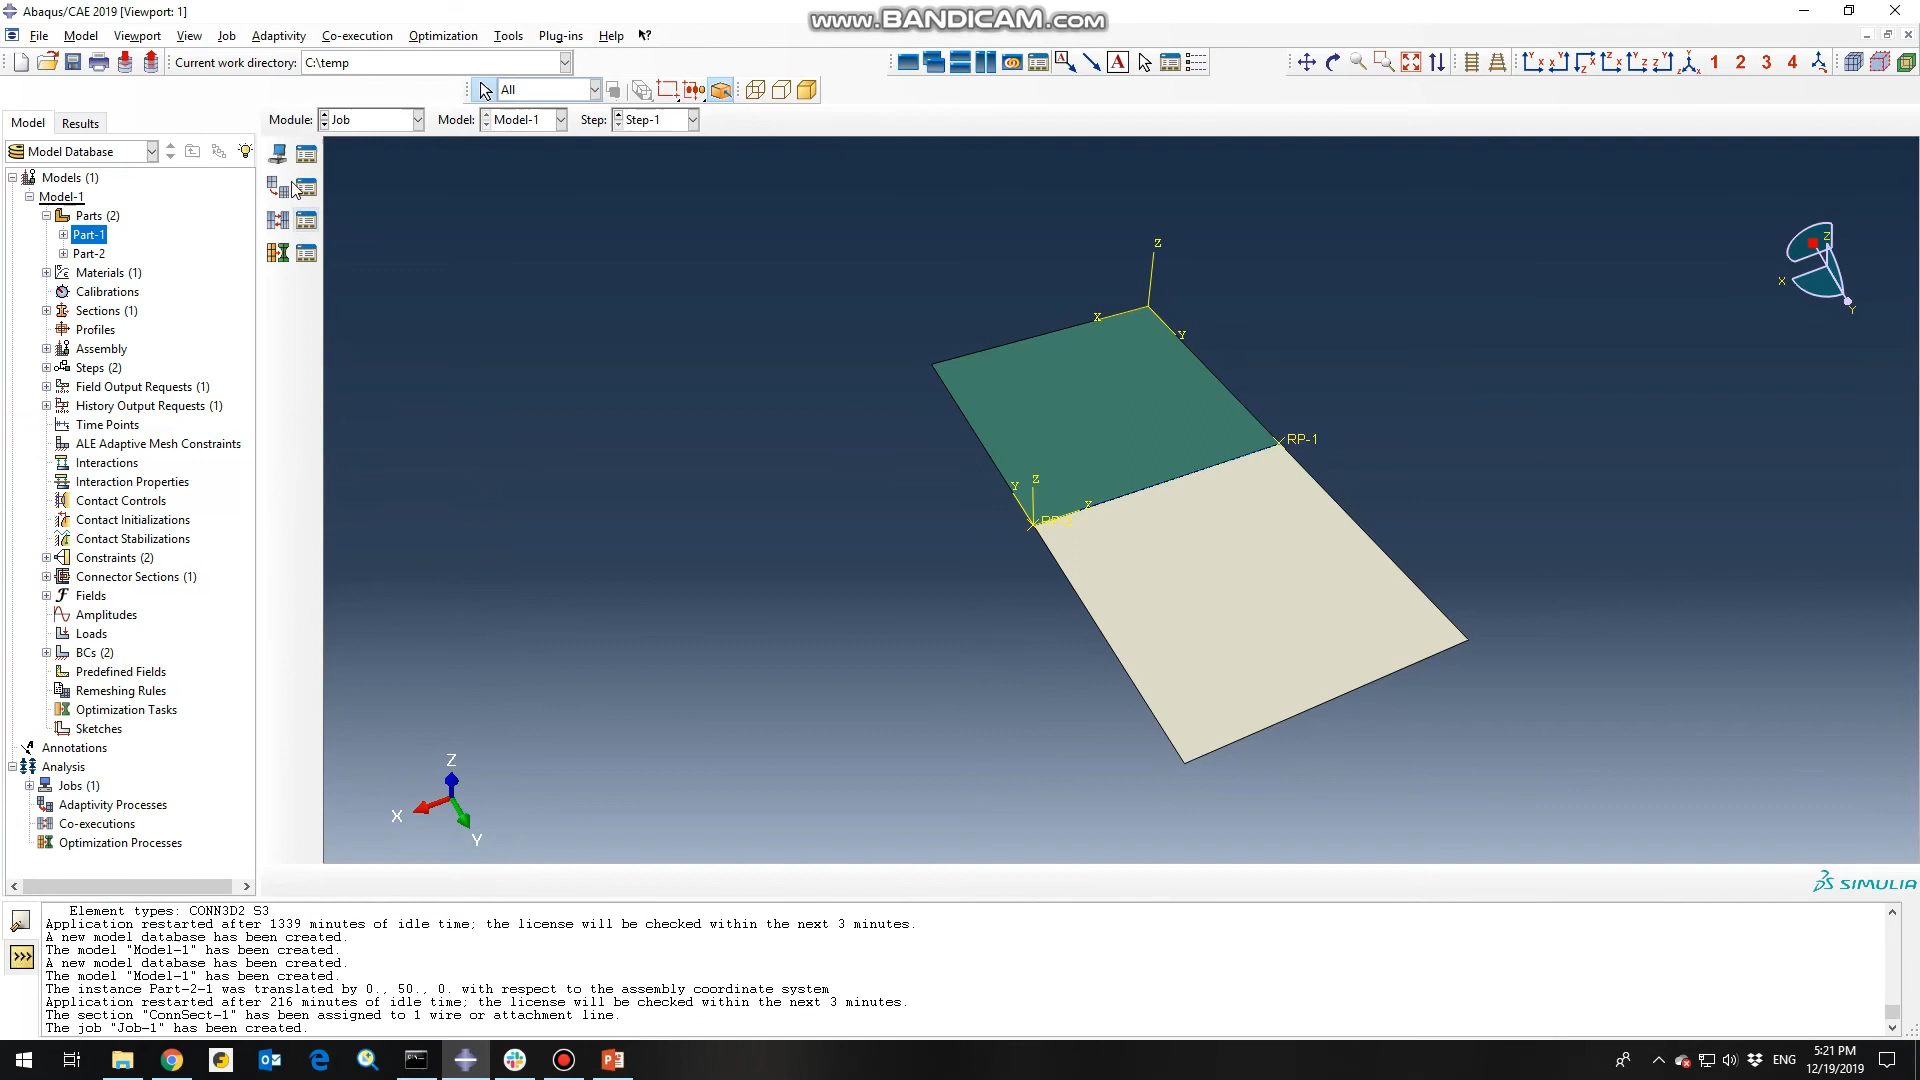 Abaqus/CAE 2019 [Viewport: 1]
www.BANDICAM.com
File Model Viewport View Job Adaptivity Co-execution Optimization Tools Plug-ins Help
Current work directory: C:\temp
1 2 3 4
All
Model Results
Module: Job Model: Model-1 Step: Step-1
Model Database
Models (1)
Model-1
Parts (2)
Part-1
Part-2
Materials (1)
Calibrations
Sections (1)
Profiles
Assembly
Steps (2)
Field Output Requests (1)
History Output Requests (1)
Time Points
ALE Adaptive Mesh Constraints
Interactions
Interaction Properties
Contact Controls
Contact Initializations
Contact Stabilizations
Constraints (2)
Connector Sections (1)
Fields
Amplitudes
Loads
BCs (2)
Predefined Fields
Remeshing Rules
Optimization Tasks
Sketches
Annotations
Analysis
Jobs (1)
Adaptivity Processes
Co-executions
Optimization Processes
Z
X
Y
RP-1
Y
Z
X
Z
X
Y
Z
X
Y
SIMULIA
Element types: CONN3D2 S3
Application restarted after 1339 minutes of idle time; the license will be checked within the next 3 minutes.
A new model database has been created.
The model "Model-1" has been created.
A new model database has been created.
The model "Model-1" has been created.
The instance Part-2-1 was translated by 0., 50., 0. with respect to the assembly coordinate system
Application restarted after 216 minutes of idle time; the license will be checked within the next 3 minutes.
The section "ConnSect-1" has been assigned to 1 wire or attachment line.
The job "Job-1" has been created.
ENG
5:21 PM
12/19/2019